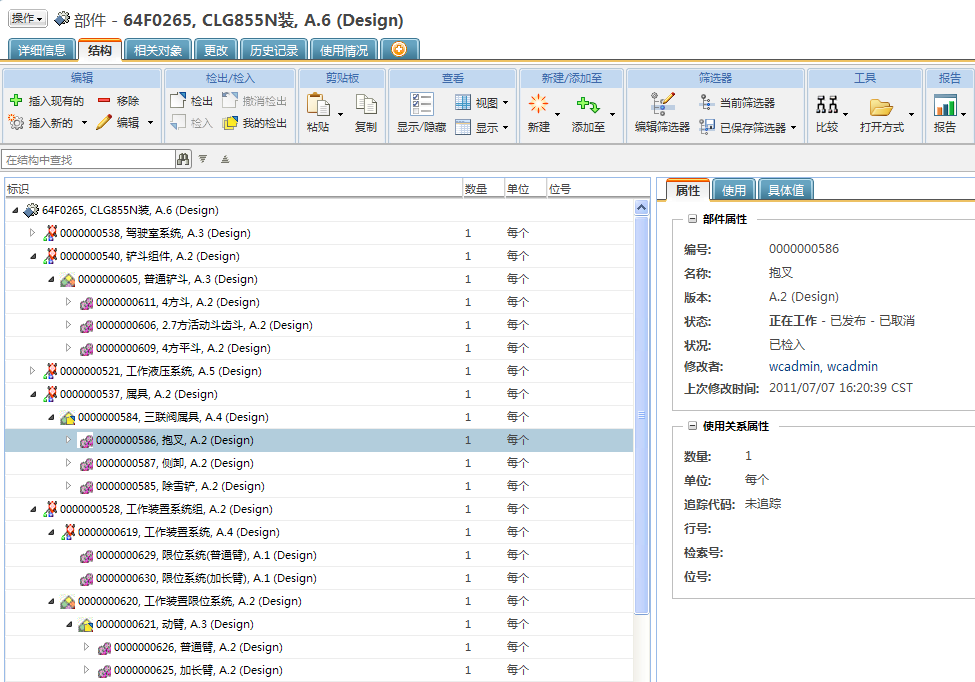 操作 部件 - 64F0265, CLG855N装, A.6 (Design)
详细信息 结构 相关对象 更改 历史记录 使用情况
编辑 检出/检入 剪贴板 查看 新建/添加至 筛选器 工具 报告
插入现有的 移除 检出 撤消检出 视图 当前筛选器
插入新的 编辑 检入 我的检出 粘贴 复制 显示/隐藏 显示 新建 添加至 编辑筛选器 已保存筛选器 比较 打开方式 报告
在结构中查找
标识 数量 单位 位号
64F0265, CLG855N装, A.6 (Design)
0000000538, 驾驶室系统, A.3 (Design) 1 每个
0000000540, 铲斗组件, A.2 (Design) 1 每个
0000000605, 普通铲斗, A.3 (Design) 1 每个
0000000611, 4方斗, A.2 (Design) 1 每个
0000000606, 2.7方活动斗齿斗, A.2 (Design) 1 每个
0000000609, 4方平斗, A.2 (Design) 1 每个
0000000521, 工作液压系统, A.5 (Design) 1 每个
0000000537, 属具, A.2 (Design) 1 每个
0000000584, 三联阀属具, A.4 (Design) 1 每个
0000000586, 抱叉, A.2 (Design) 1 每个
0000000587, 侧卸, A.2 (Design) 1 每个
0000000585, 除雪铲, A.2 (Design) 1 每个
0000000528, 工作装置系统组, A.2 (Design) 1 每个
0000000619, 工作装置系统, A.4 (Design) 1 每个
0000000629, 限位系统(普通臂), A.1 (Design) 1 每个
0000000630, 限位系统(加长臂), A.1 (Design) 1 每个
0000000620, 工作装置限位系统, A.2 (Design) 1 每个
0000000621, 动臂, A.3 (Design) 1 每个
0000000626, 普通臂, A.2 (Design) 1 每个
0000000625, 加长臂, A.2 (Design) 1 每个
属性 使用 具体值
部件属性
编号: 0000000586
名称: 抱叉
版本: A.2 (Design)
状态: 正在工作 - 已发布 - 已取消
状况: 已检入
修改者: wcadmin, wcadmin
上次修改时间: 2011/07/07 16:20:39 CST
使用关系属性
数量: 1
单位: 每个
追踪代码: 未追踪
行号:
检索号:
位号: